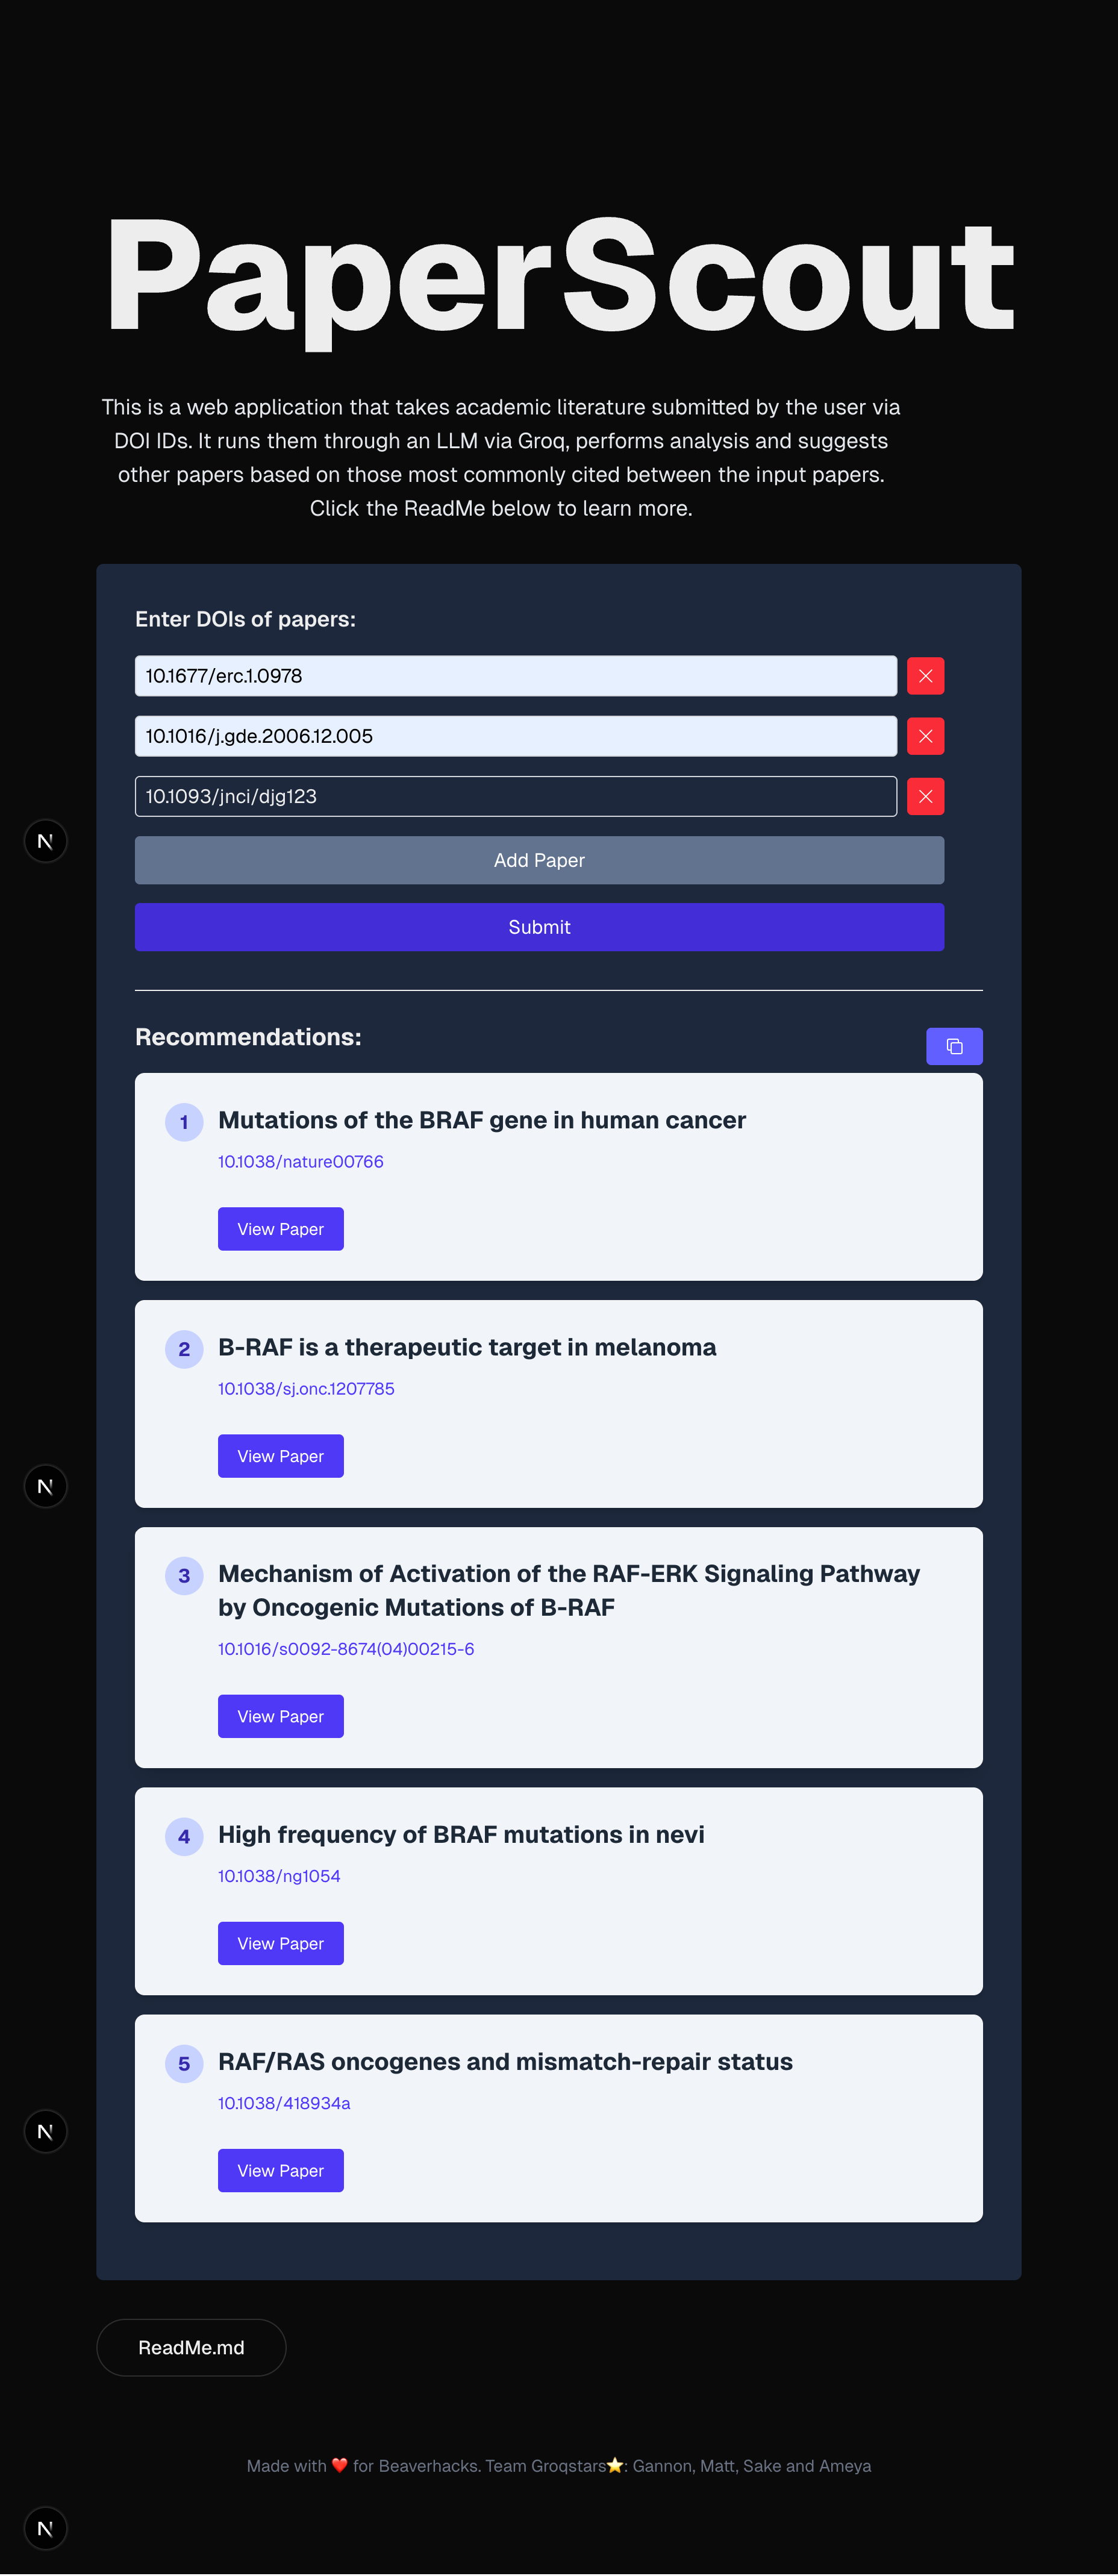 PaperScout
This is a web application that takes academic literature submitted by the user via
DOI IDs. It runs them through an LLM via Groq, performs analysis and suggests
other papers based on those most commonly cited between the input papers.
Click the ReadMe below to learn more.
Enter DOIs of papers:
10.1677/erc.1.0978
10.1016/j.gde.2006.12.005
10.1093/jnci/djg123
N
Add Paper
Submit
Recommendations:
1 Mutations of the BRAF gene in human cancer
10.1038/nature00766
View Paper
2 B-RAF is a therapeutic target in melanoma
10.1038/sj.onc.1207785
View Paper
N
3 Mechanism of Activation of the RAF-ERK Signaling Pathway
by Oncogenic Mutations of B-RAF
10.1016/s0092-8674(04)00215-6
View Paper
4 High frequency of BRAF mutations in nevi
10.1038/ng1054
View Paper
5 RAF/RAS oncogenes and mismatch-repair status
10.1038/418934a
N
View Paper
ReadMe.md
Made with ❤️ for Beaverhacks. Team Groqstars⭐: Gannon, Matt, Sake and Ameya
N